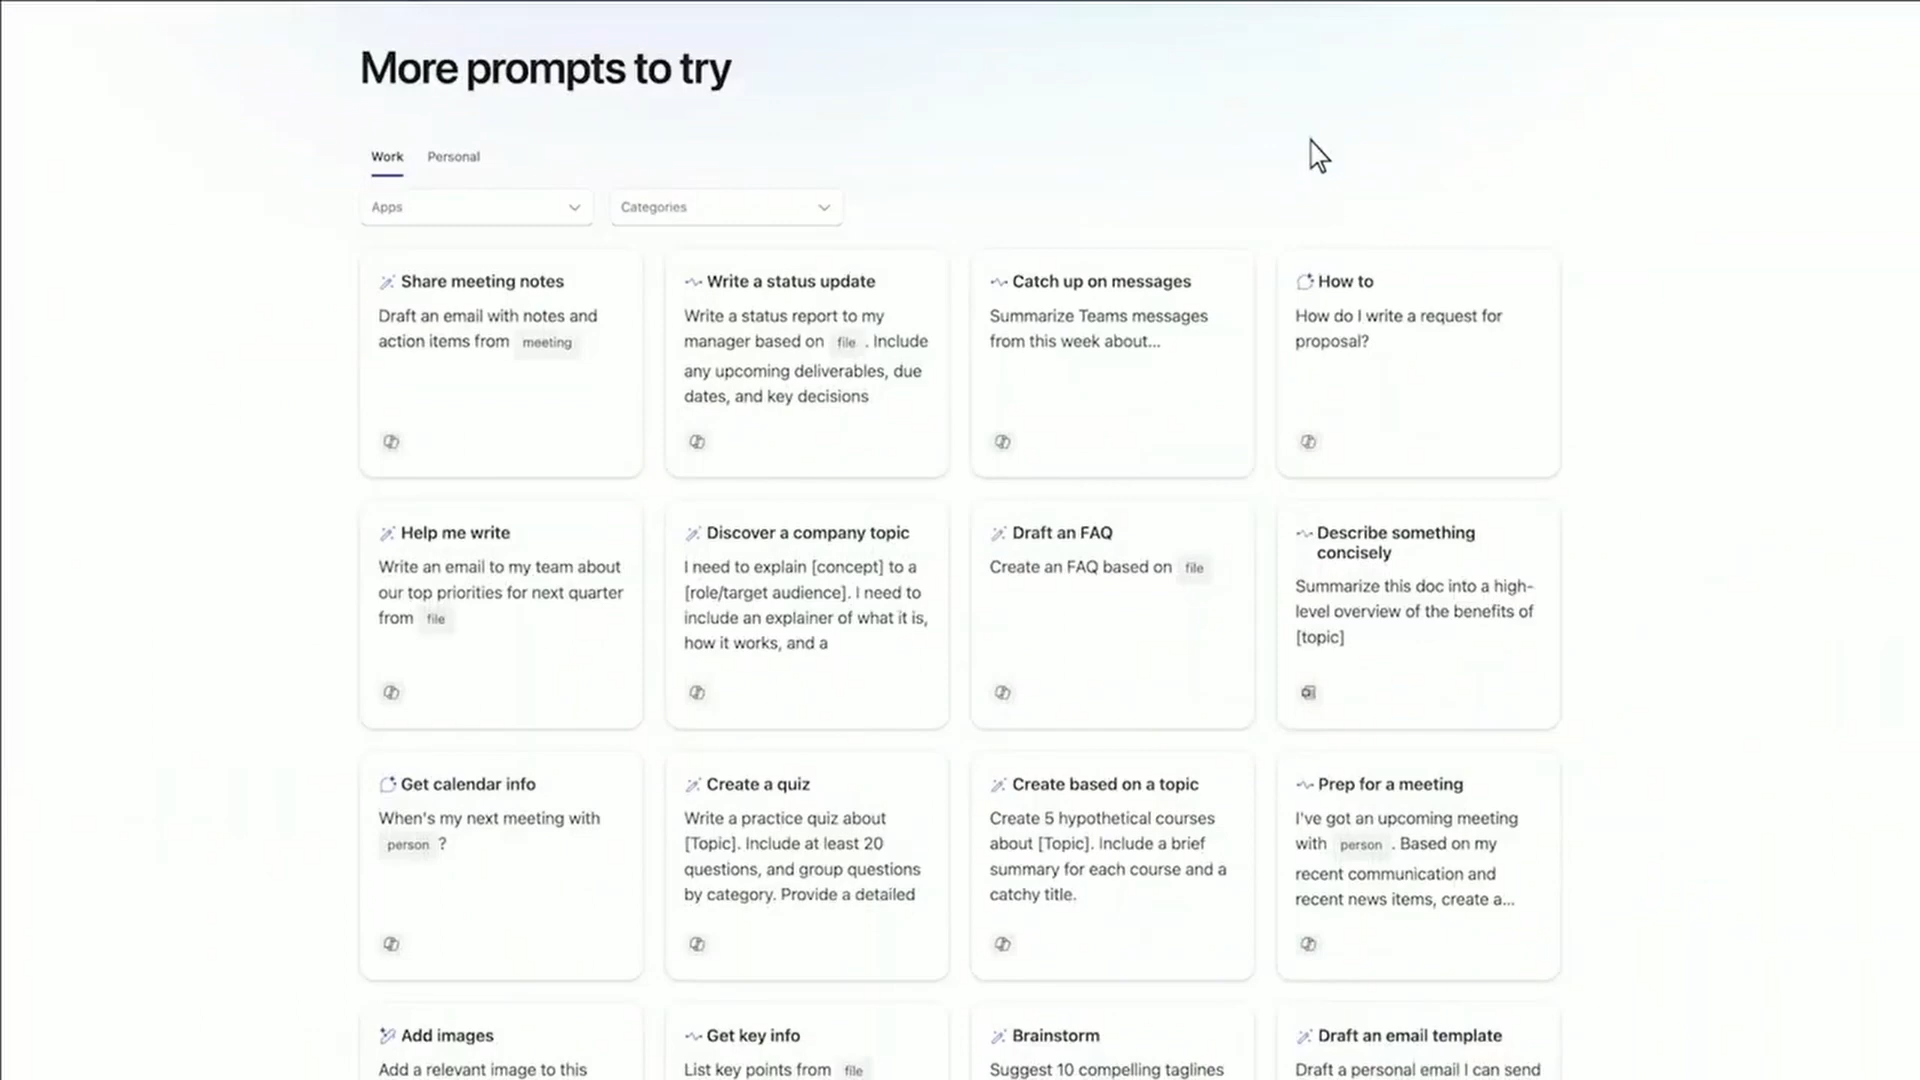 More prompts to try
Work
Personal
Apps
Categories
Share meeting notes
Draft an email with notes and
action items from meeting
Write a status update
Write a status report to my
manager based on file . Include
any upcoming deliverables, due
dates, and key decisions
Catch up on messages
Summarize Teams messages
from this week about...
How to
How do I write a request for
proposal?
Help me write
Write an email to my team about
our top priorities for next quarter
from file
Discover a company topic
I need to explain [concept] to a
[role/target audience]. I need to
include an explainer of what it is,
how it works, and a
Draft an FAQ
Create an FAQ based on file
Describe something
concisely
Summarize this doc into a high-
level overview of the benefits of
[topic]
Get calendar info
When's my next meeting with
person ?
Create a quiz
Write a practice quiz about
[Topic]. Include at least 20
questions, and group questions
by category. Provide a detailed
Create based on a topic
Create 5 hypothetical courses
about [Topic]. Include a brief
summary for each course and a
catchy title.
Prep for a meeting
I've got an upcoming meeting
with person . Based on my
recent communication and
recent news items, create a...
Add images
Add a relevant image to this
Get key info
List key points from file
Brainstorm
Suggest 10 compelling taglines
Draft an email template
Draft a personal email I can send